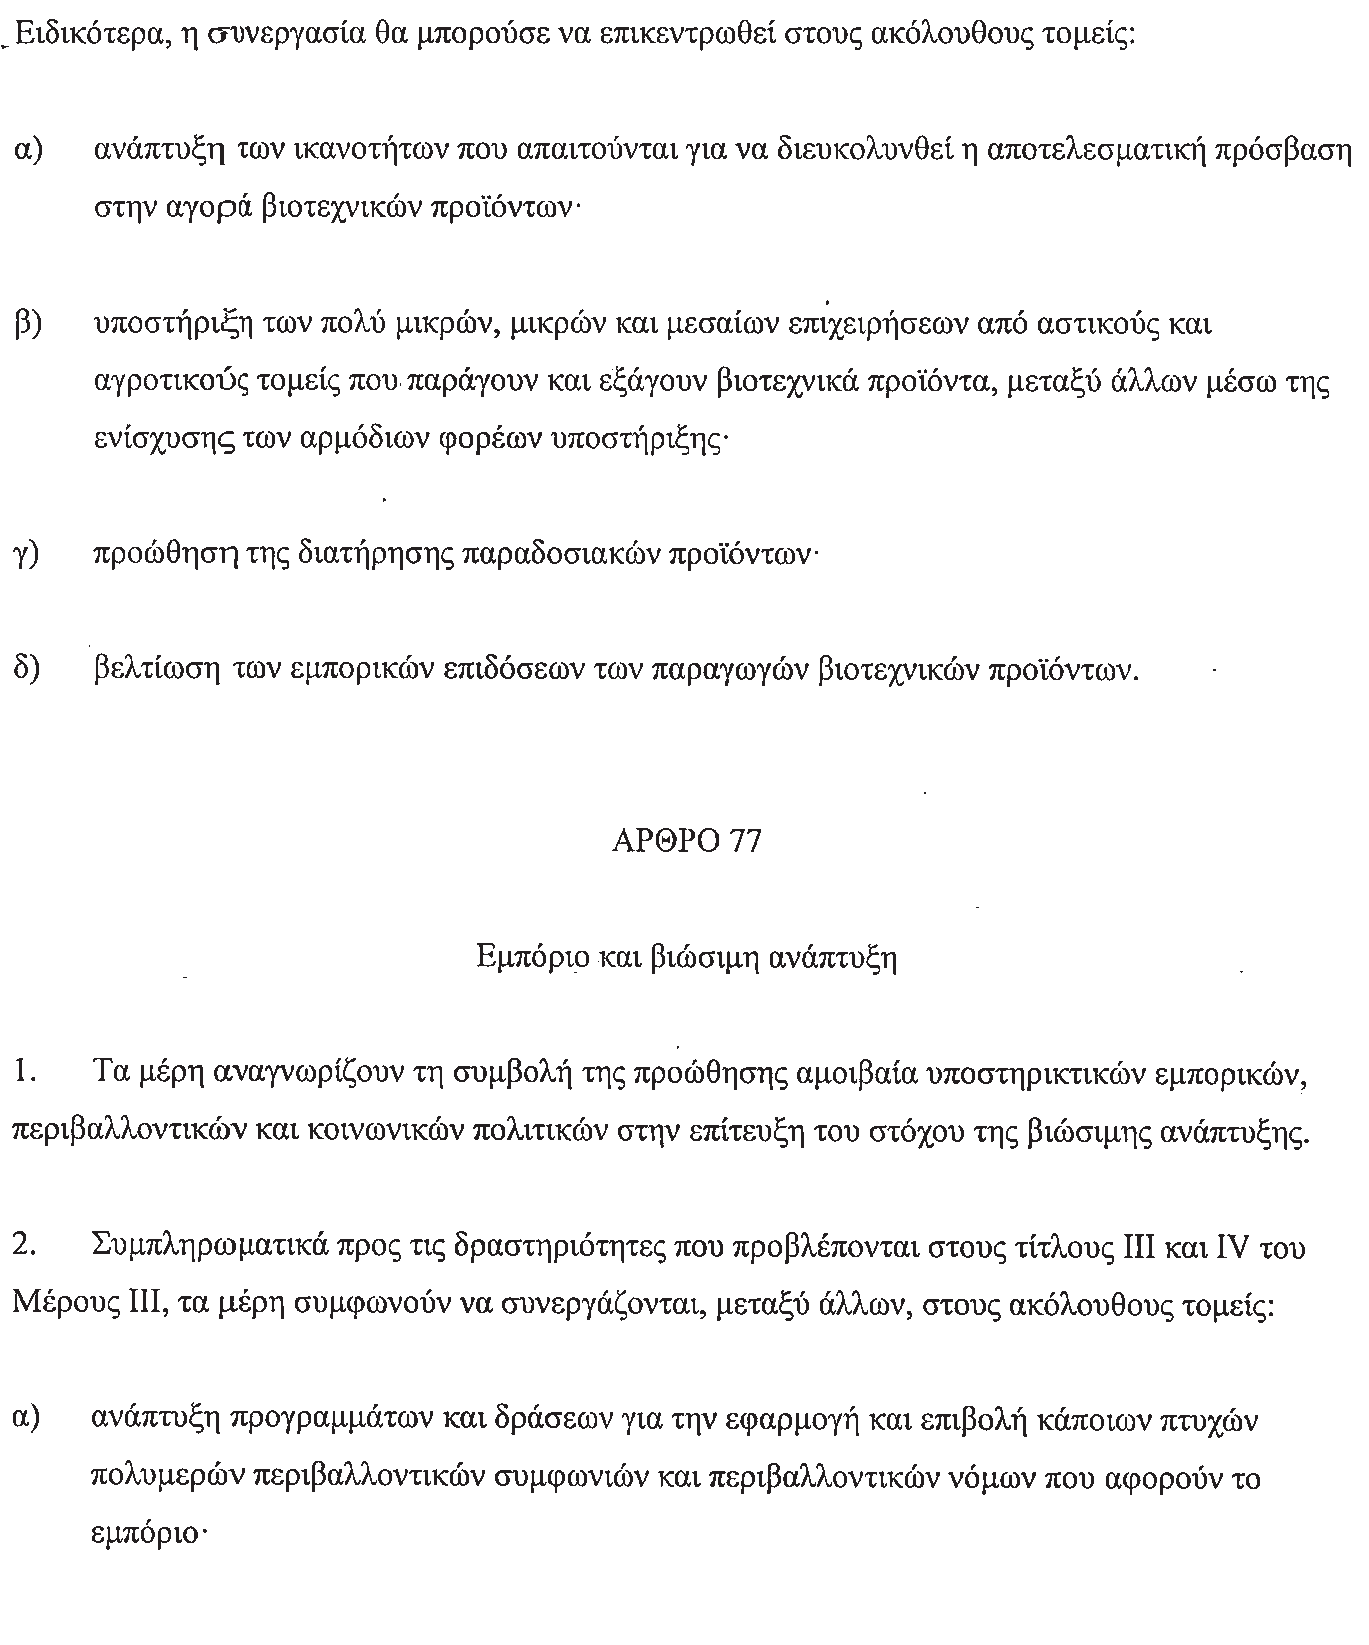 Ειδικότερα, η συνεργασία θα μπορούσε να επικεντρωθεί στους ακόλουθους τομείς:
α) ανάπτυξη των ικανοτήτων που απαιτούνται για να διευκολυνθεί η αποτελεσματική πρόσβαση
στην αγορά βιοτεχνικών προϊόντων·
β) υποστήριξη των πολύ μικρών, μικρών και μεσαίων επιχειρήσεων από αστικούς και
αγροτικούς τομείς που παράγουν και εξάγουν βιοτεχνικά προϊόντα, μεταξύ άλλων μέσω της
ενίσχυσης των αρμόδιων φορέων υποστήριξης·
γ) προώθηση της διατήρησης παραδοσιακών προϊόντων·
δ) βελτίωση των εμπορικών επιδόσεων των παραγωγών βιοτεχνικών προϊόντων.
ΑΡΘΡΟ 77
Εμπόριο και βιώσιμη ανάπτυξη
1. Τα μέρη αναγνωρίζουν τη συμβολή της προώθησης αμοιβαία υποστηρικτικών εμπορικών,
περιβαλλοντικών και κοινωνικών πολιτικών στην επίτευξη του στόχου της βιώσιμης ανάπτυξης.
2. Συμπληρωματικά προς τις δραστηριότητες που προβλέπονται στους τίτλους III και IV του
Μέρους III, τα μέρη συμφωνούν να συνεργάζονται, μεταξύ άλλων, στους ακόλουθους τομείς:
α) ανάπτυξη προγραμμάτων και δράσεων για την εφαρμογή και επιβολή κάποιων πτυχών
πολυμερών περιβαλλοντικών συμφωνιών και περιβαλλοντικών νόμων που αφορούν το
εμπόριο·